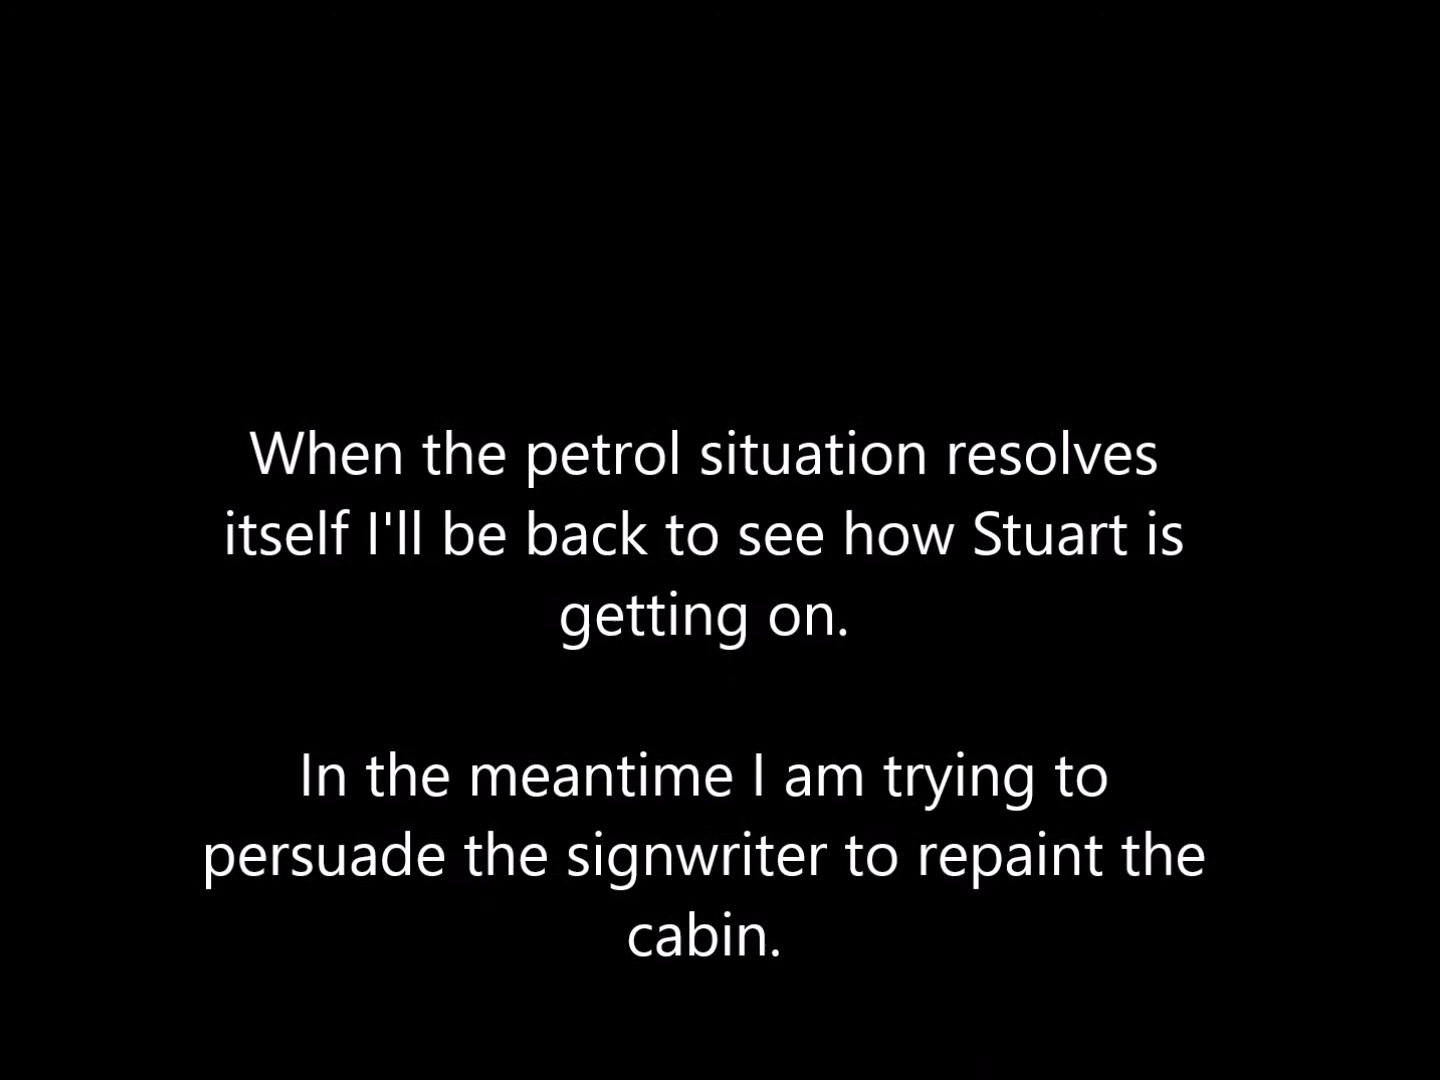 When the petrol situation resolves
itself I'll be back to see how Stuart is
getting on.
In the meantime I am trying to
persuade the signwriter to repaint the
cabin.